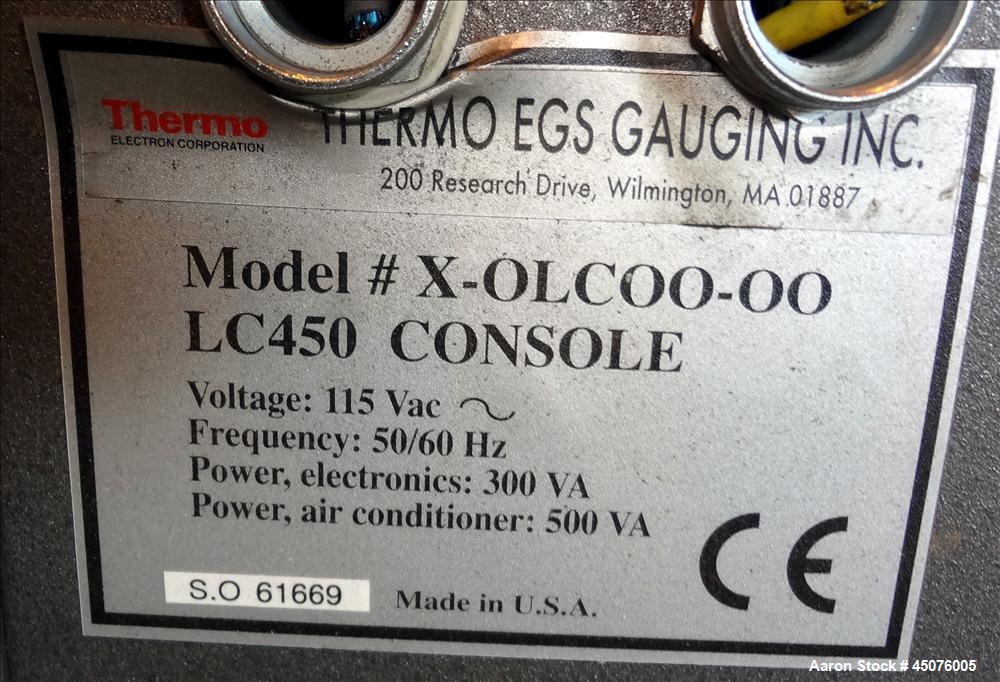 Thermo
ELECTRON CORPORATION
THERMO EGS GAUGING INC.
200 Research Drive, Wilmington, MA 01887
Model # X-OLCOO-OO
LC450 CONSOLE
Voltage: 115 Vac ~
Frequency: 50/60 Hz
Power, electronics: 300 VA
Power, air conditioner: 500 VA
CE
S.O 61669
Made in U.S.A.
Aaron Stock # 45076005